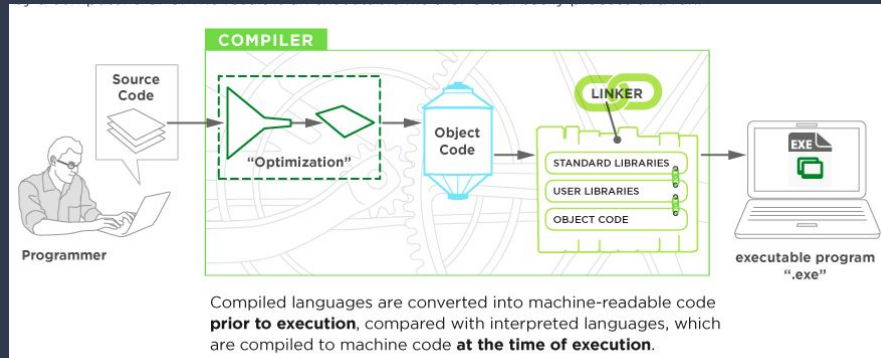 COMPILER
Source
Code
"Optimization"
Object
Code
LINKER
STANDARD LIBRARIES
USER LIBRARIES
OBJECT CODE
EXE
Programmer
executable program
".exe"
Compiled languages are converted into machine-readable code
prior to execution, compared with interpreted languages, which
are compiled to machine code at the time of execution.